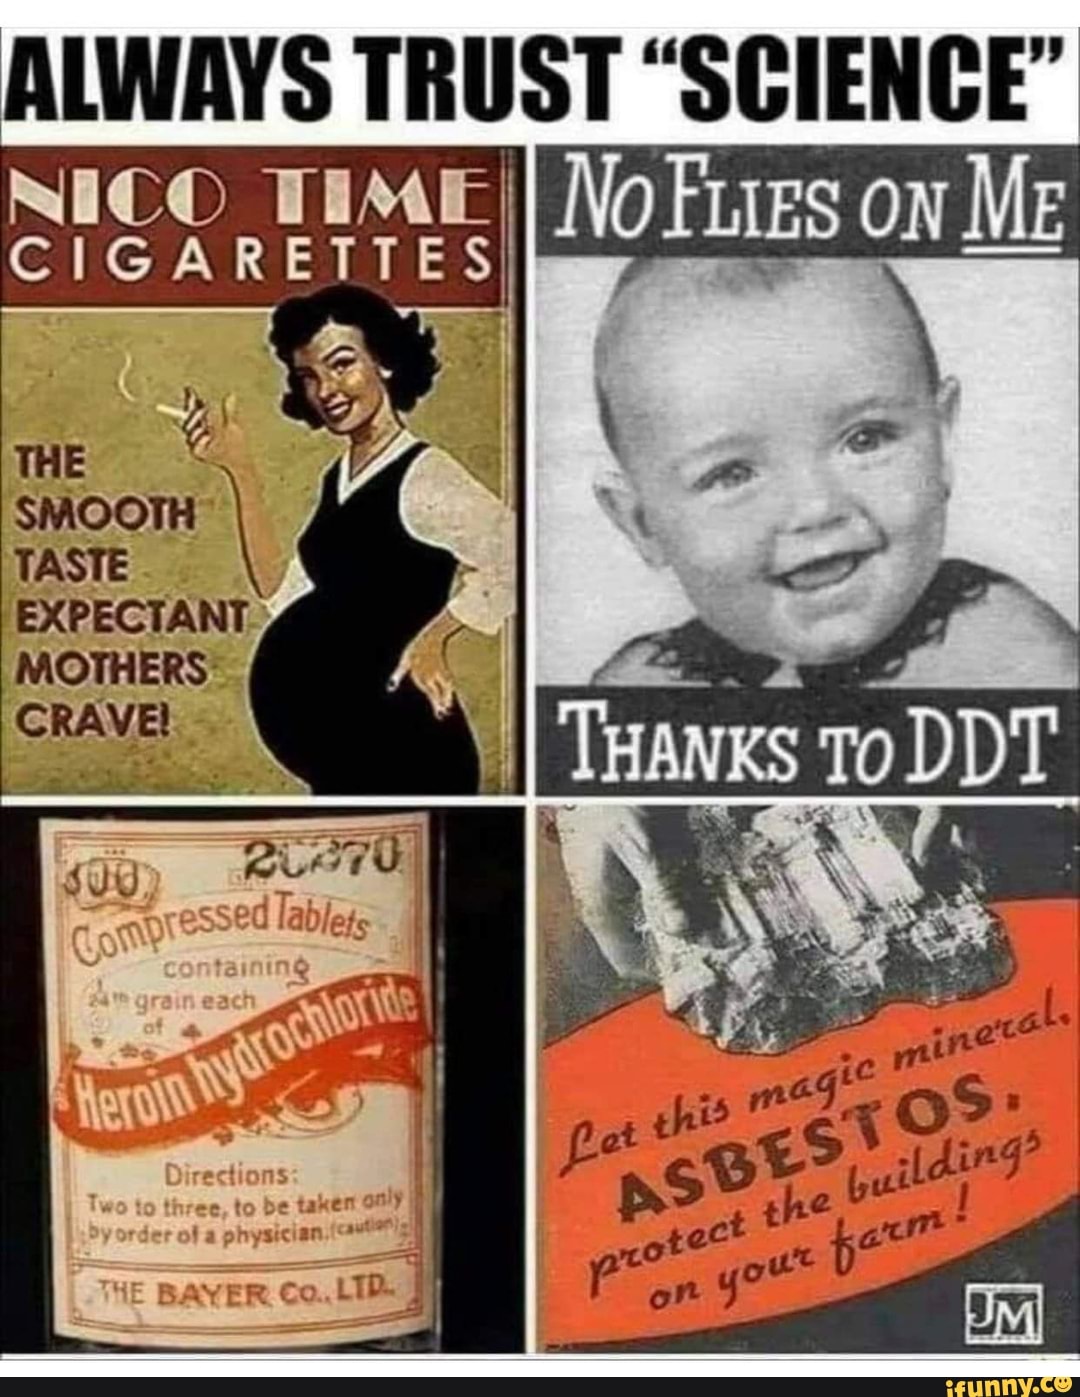 ALWAYS TRUST “SCIENCE”
NICO TIME
CIGARETTES
THE
SMOOTH
TASTE
EXPECTANT
MOTHERS
CRAVE!
NO FLIES ON ME
THANKS TO DDT
500
Compressed Tablets
containing
grain each
of
Heroin hydrochloride
Directions:
Two to three, to be taken only
by order of a physician. (caution)
THE BAYER CO., LTD.
Let this magic mineral,
ASBESTOS,
protect the buildings
on your farm!
JM
ifunny.co